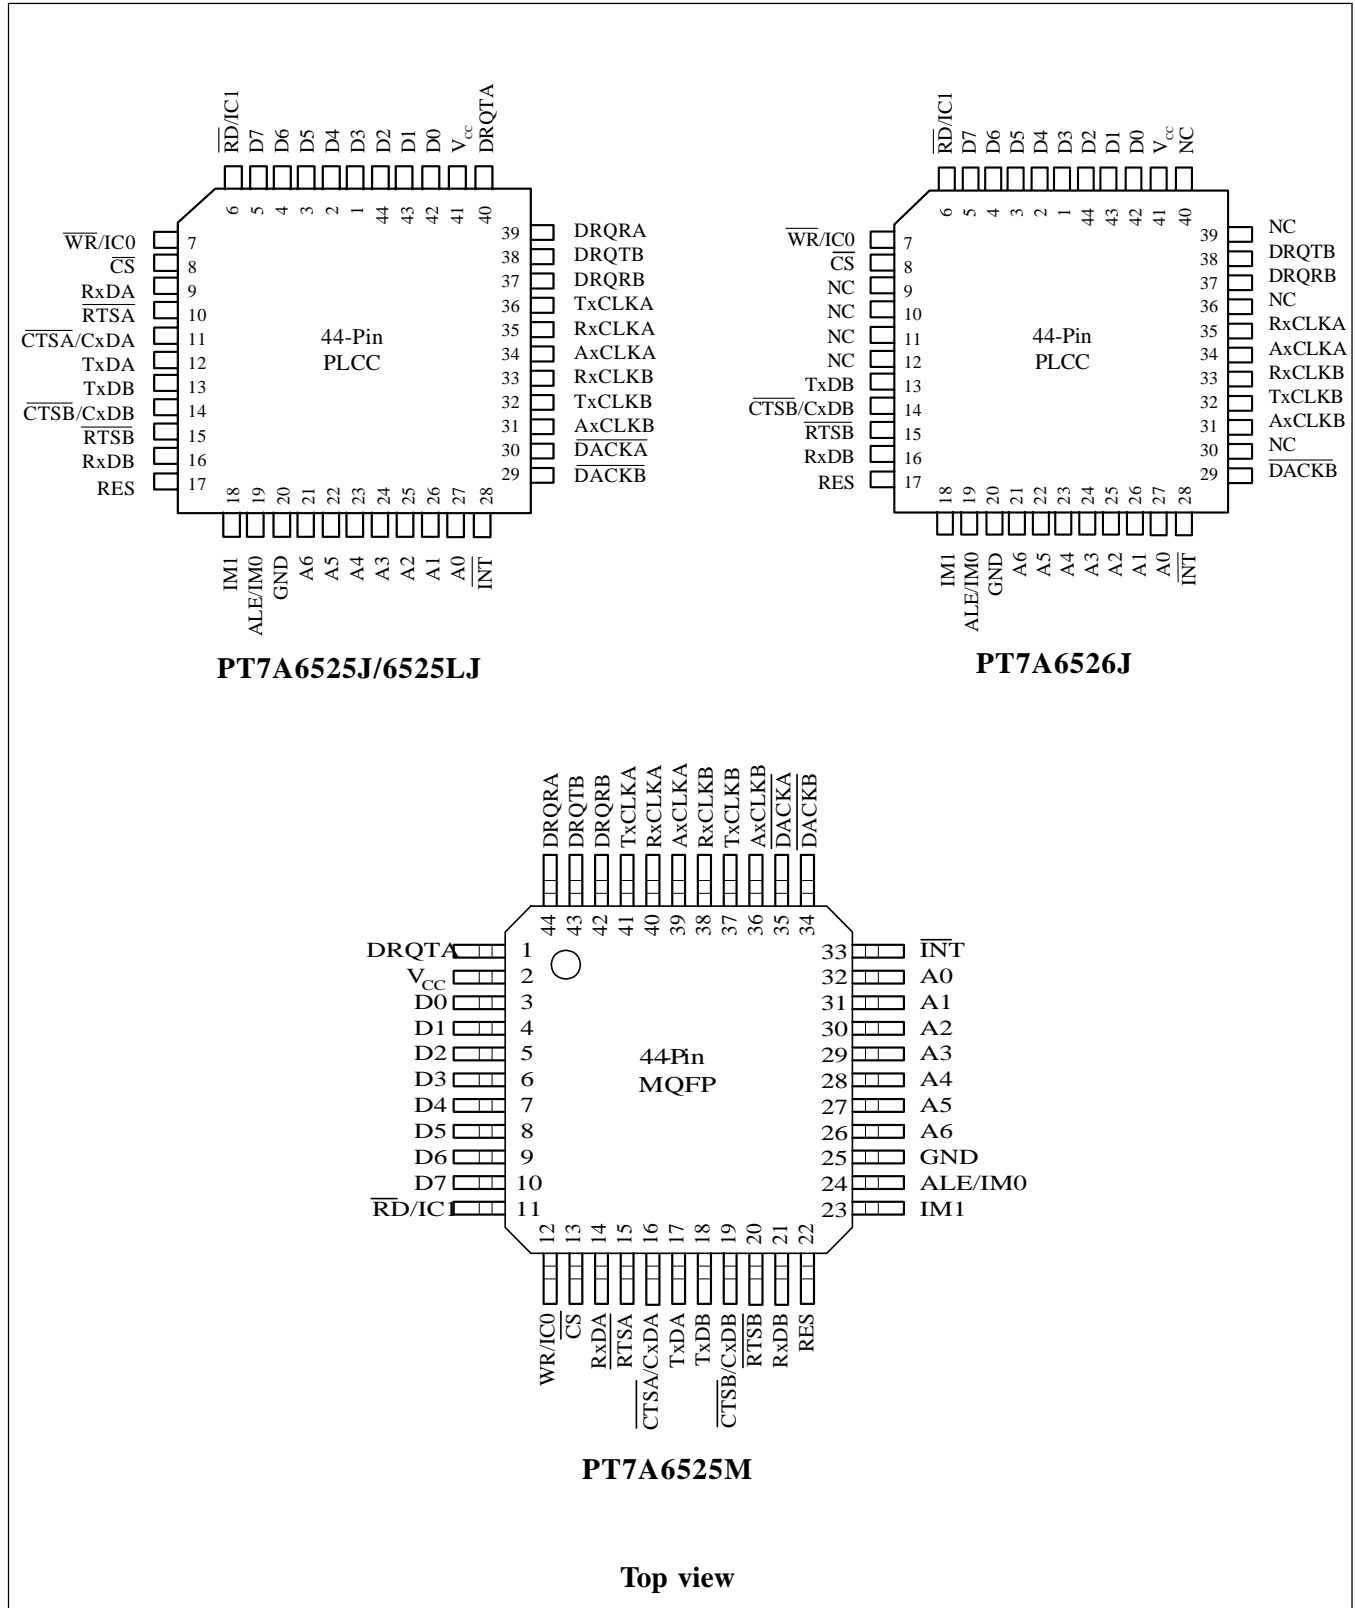 RD/IC1 D7 D6 D5 D4 D3 D2 D1 D0 VCC DRQTA
6 5 4 3 2 1 44 43 42 41 40
WR/IC0 7
CS 8
RxDA 9
RTSA 10
CTSA/CxDA 11
TxDA 12
TxDB 13
CTSB/CxDB 14
RTSB 15
RxDB 16
RES 17
44-Pin
PLCC
39 DRQRA
38 DRQTB
37 DRQRB
36 TxCLKA
35 RxCLKA
34 AxCLKA
33 RxCLKB
32 TxCLKB
31 AxCLKB
30 DACKA
29 DACKB
18 19 20 21 22 23 24 25 26 27 28
IM1 ALE/IM0 GND A6 A5 A4 A3 A2 A1 A0 INT
PT7A6525J/6525LJ
RD/IC1 D7 D6 D5 D4 D3 D2 D1 D0 VCC NC
6 5 4 3 2 1 44 43 42 41 40
WR/IC0 7
CS 8
NC 9
NC 10
NC 11
NC 12
TxDB 13
CTSB/CxDB 14
RTSB 15
RxDB 16
RES 17
44-Pin
PLCC
39 NC
38 DRQTB
37 DRQRB
36 NC
35 RxCLKA
34 AxCLKA
33 RxCLKB
32 TxCLKB
31 AxCLKB
30 NC
29 DACKB
18 19 20 21 22 23 24 25 26 27 28
IM1 ALE/IM0 GND A6 A5 A4 A3 A2 A1 A0 INT
PT7A6526J
DRQRA DRQTB DRQRB TxCLKA RxCLKA AxCLKA RxCLKB TxCLKB AxCLKB DACKA DACKB
44 43 42 41 40 39 38 37 36 35 34
DRQTA 1
VCC 2
D0 3
D1 4
D2 5
D3 6
D4 7
D5 8
D6 9
D7 10
RD/IC1 11
44-Pin
MQFP
33 INT
32 A0
31 A1
30 A2
29 A3
28 A4
27 A5
26 A6
25 GND
24 ALE/IM0
23 IM1
12 13 14 15 16 17 18 19 20 21 22
WR/IC0 CS RxDA RTSA CTSA/CxDA TxDA TxDB CTSB/CxDB RTSB RxDB RES
PT7A6525M
Top view